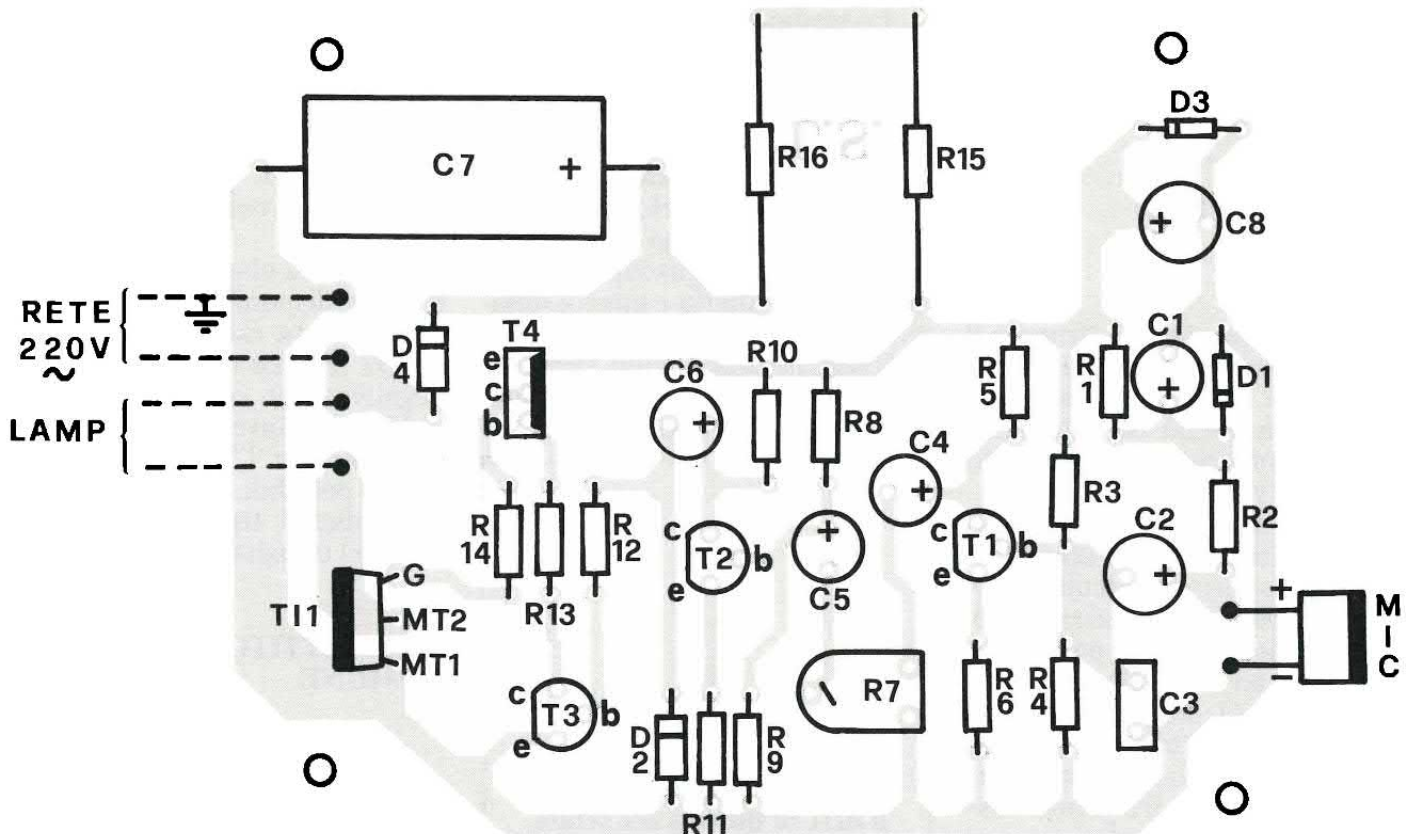 D3
C7 +
R16
R15
+ C8
RETE
220V
~
LAMP
D
4
T4
e
c
b
R10
C6
+
R8
R
5
R
1
C1
+
D1
C4
+
R3
R2
C2
+
R
14
R
12
R13
c
T2 b
e
+
C5
c
T1 b
e
TI1
G
MT2
MT1
+
M
I
C
−
c
T3 b
e
D
2
R
9
R11
R7
R
6
R
4
C3